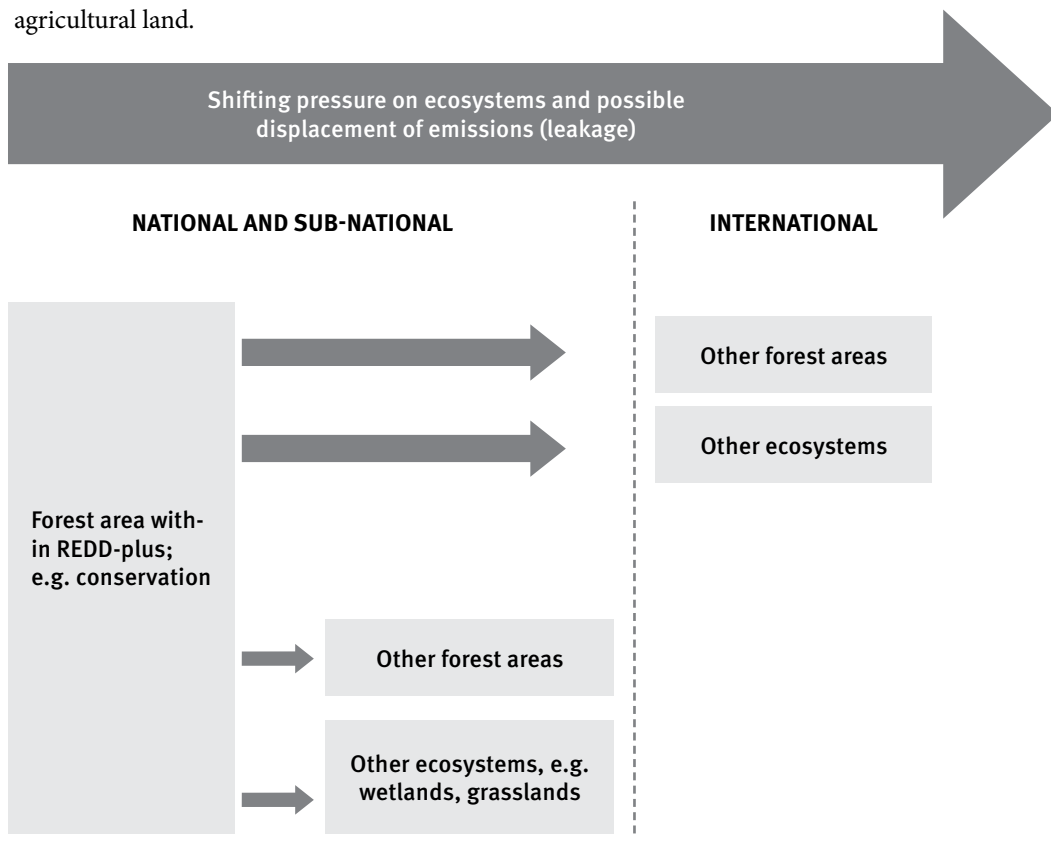 agricultural land.
Shifting pressure on ecosystems and possible
displacement of emissions (leakage)
NATIONAL AND SUB-NATIONAL
INTERNATIONAL
Other forest areas
Other ecosystems
Forest area with-
in REDD-plus;
e.g. conservation
Other forest areas
Other ecosystems, e.g.
wetlands, grasslands